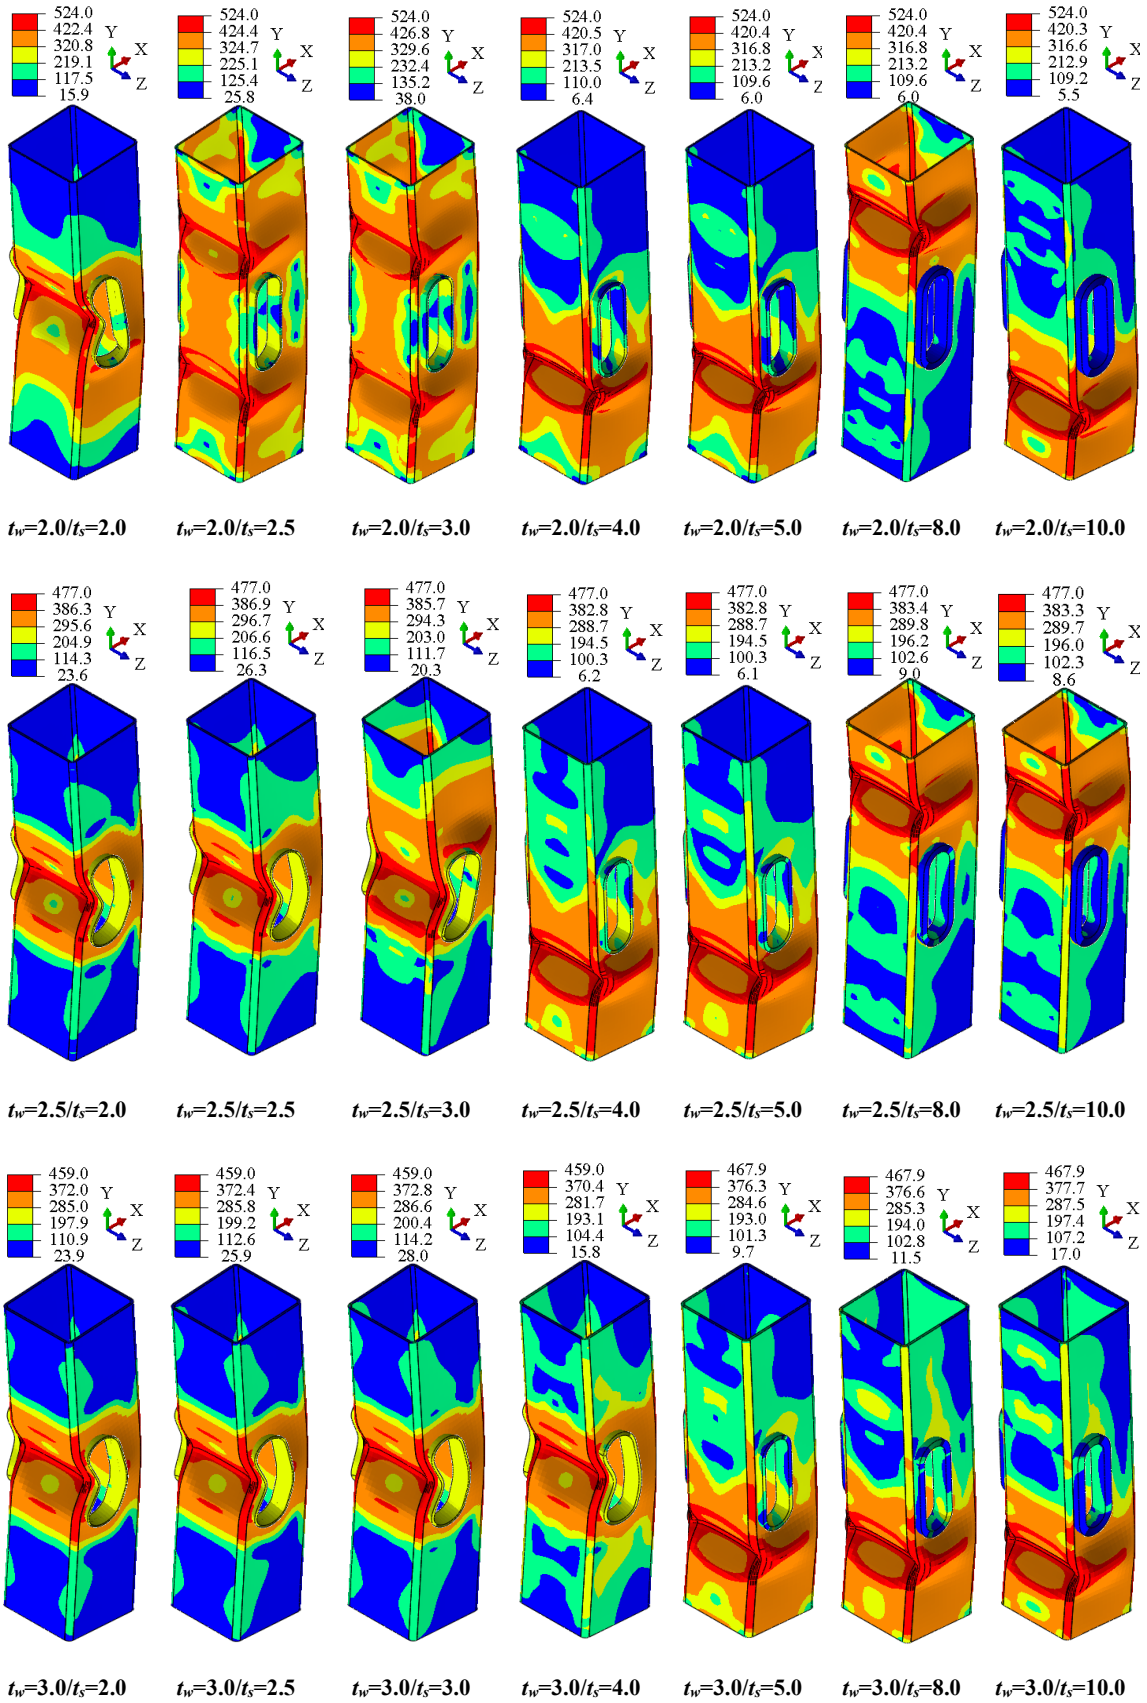 524.0 524.0 524.0 524.0 524.0 524.0 524.0
422.4 424.4 426.8 420.5 420.4 420.4 420.3
320.8 324.7 329.6 317.0 316.8 316.8 316.6
219.1 225.1 232.4 213.5 213.2 213.2 212.9
117.5 125.4 135.2 110.0 109.6 109.6 109.2
15.9 25.8 38.0 6.4 6.0 6.0 5.5
Y X Z Y X Z Y X Z Y X Z Y X Z Y X Z Y X Z
tw=2.0/ts=2.0 tw=2.0/ts=2.5 tw=2.0/ts=3.0 tw=2.0/ts=4.0 tw=2.0/ts=5.0 tw=2.0/ts=8.0 tw=2.0/ts=10.0
477.0 477.0 477.0 477.0 477.0 477.0 477.0
386.3 386.9 385.7 382.8 382.8 383.4 383.3
295.6 296.7 294.3 288.7 288.7 289.8 289.7
204.9 206.6 203.0 194.5 194.5 196.2 196.0
114.3 116.5 111.7 100.3 100.3 102.6 102.3
23.6 26.3 20.3 6.2 6.1 9.0 8.6
Y X Z Y X Z Y X Z Y X Z Y X Z Y X Z Y X Z
tw=2.5/ts=2.0 tw=2.5/ts=2.5 tw=2.5/ts=3.0 tw=2.5/ts=4.0 tw=2.5/ts=5.0 tw=2.5/ts=8.0 tw=2.5/ts=10.0
459.0 459.0 459.0 459.0 467.9 467.9 467.9
372.0 372.4 372.8 370.4 376.3 376.6 377.7
285.0 285.8 286.6 281.7 284.6 285.3 287.5
197.9 199.2 200.4 193.1 193.0 194.0 197.4
110.9 112.6 114.2 104.4 101.3 102.8 107.2
23.9 25.9 28.0 15.8 9.7 11.5 17.0
Y X Z Y X Z Y X Z Y X Z Y X Z Y X Z Y X Z
tw=3.0/ts=2.0 tw=3.0/ts=2.5 tw=3.0/ts=3.0 tw=3.0/ts=4.0 tw=3.0/ts=5.0 tw=3.0/ts=8.0 tw=3.0/ts=10.0